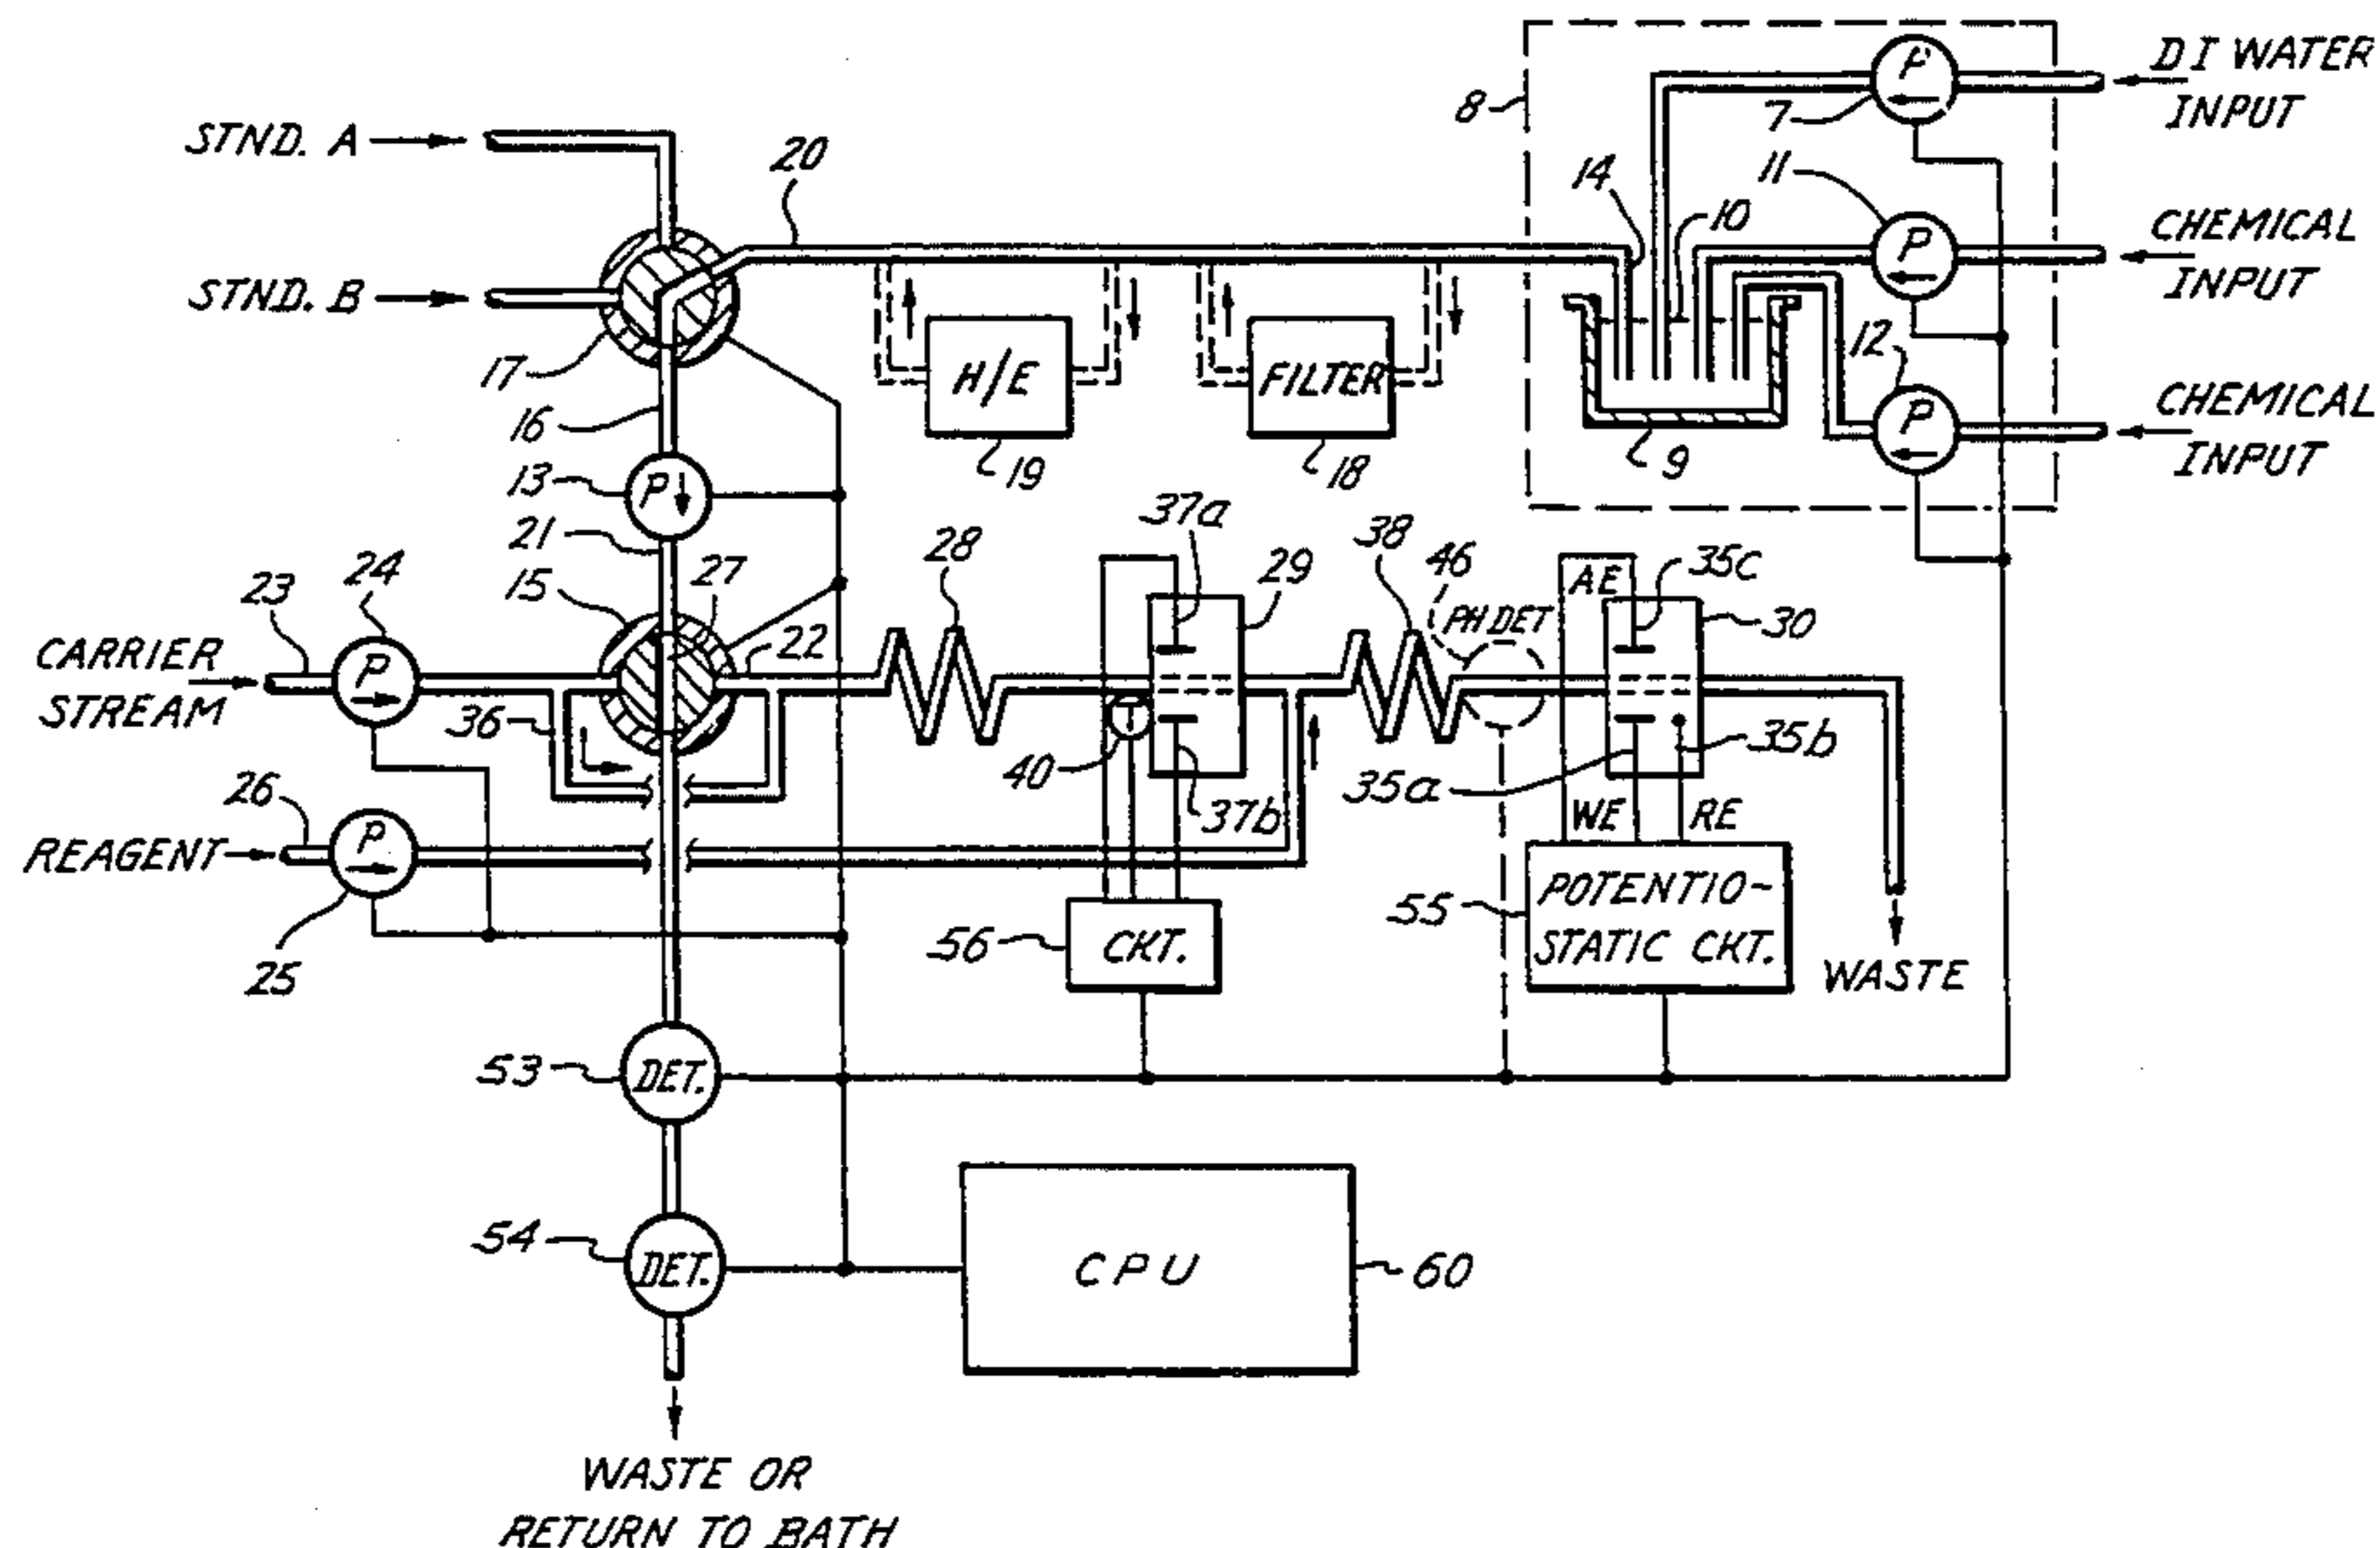 D I WATER
INPUT
P
7
8
STND. A
20
14
10
11
P
CHEMICAL
INPUT
STND. B
17
H/E
19
FILTER
18
9
12
P
CHEMICAL
INPUT
16
13
P
21
15
27
22
28
37a
29
38
46
PH DET
AE
35c
30
23
24
CARRIER
STREAM
P
36
40
37b
35a
35b
WE
RE
26
REAGENT
P
25
56
CKT.
55
POTENTIO-
STATIC CKT.
WASTE
53
DET.
54
DET.
CPU
60
WASTE OR
RETURN TO BATH